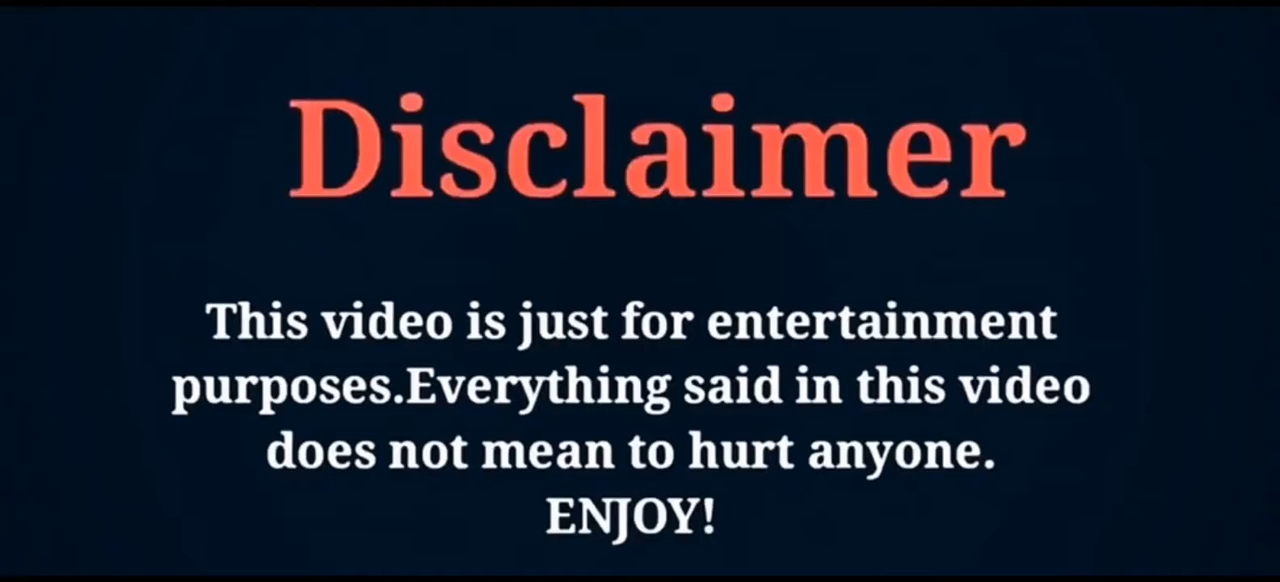 Disclaimer
This video is just for entertainment
purposes.Everything said in this video
does not mean to hurt anyone.
ENJOY!